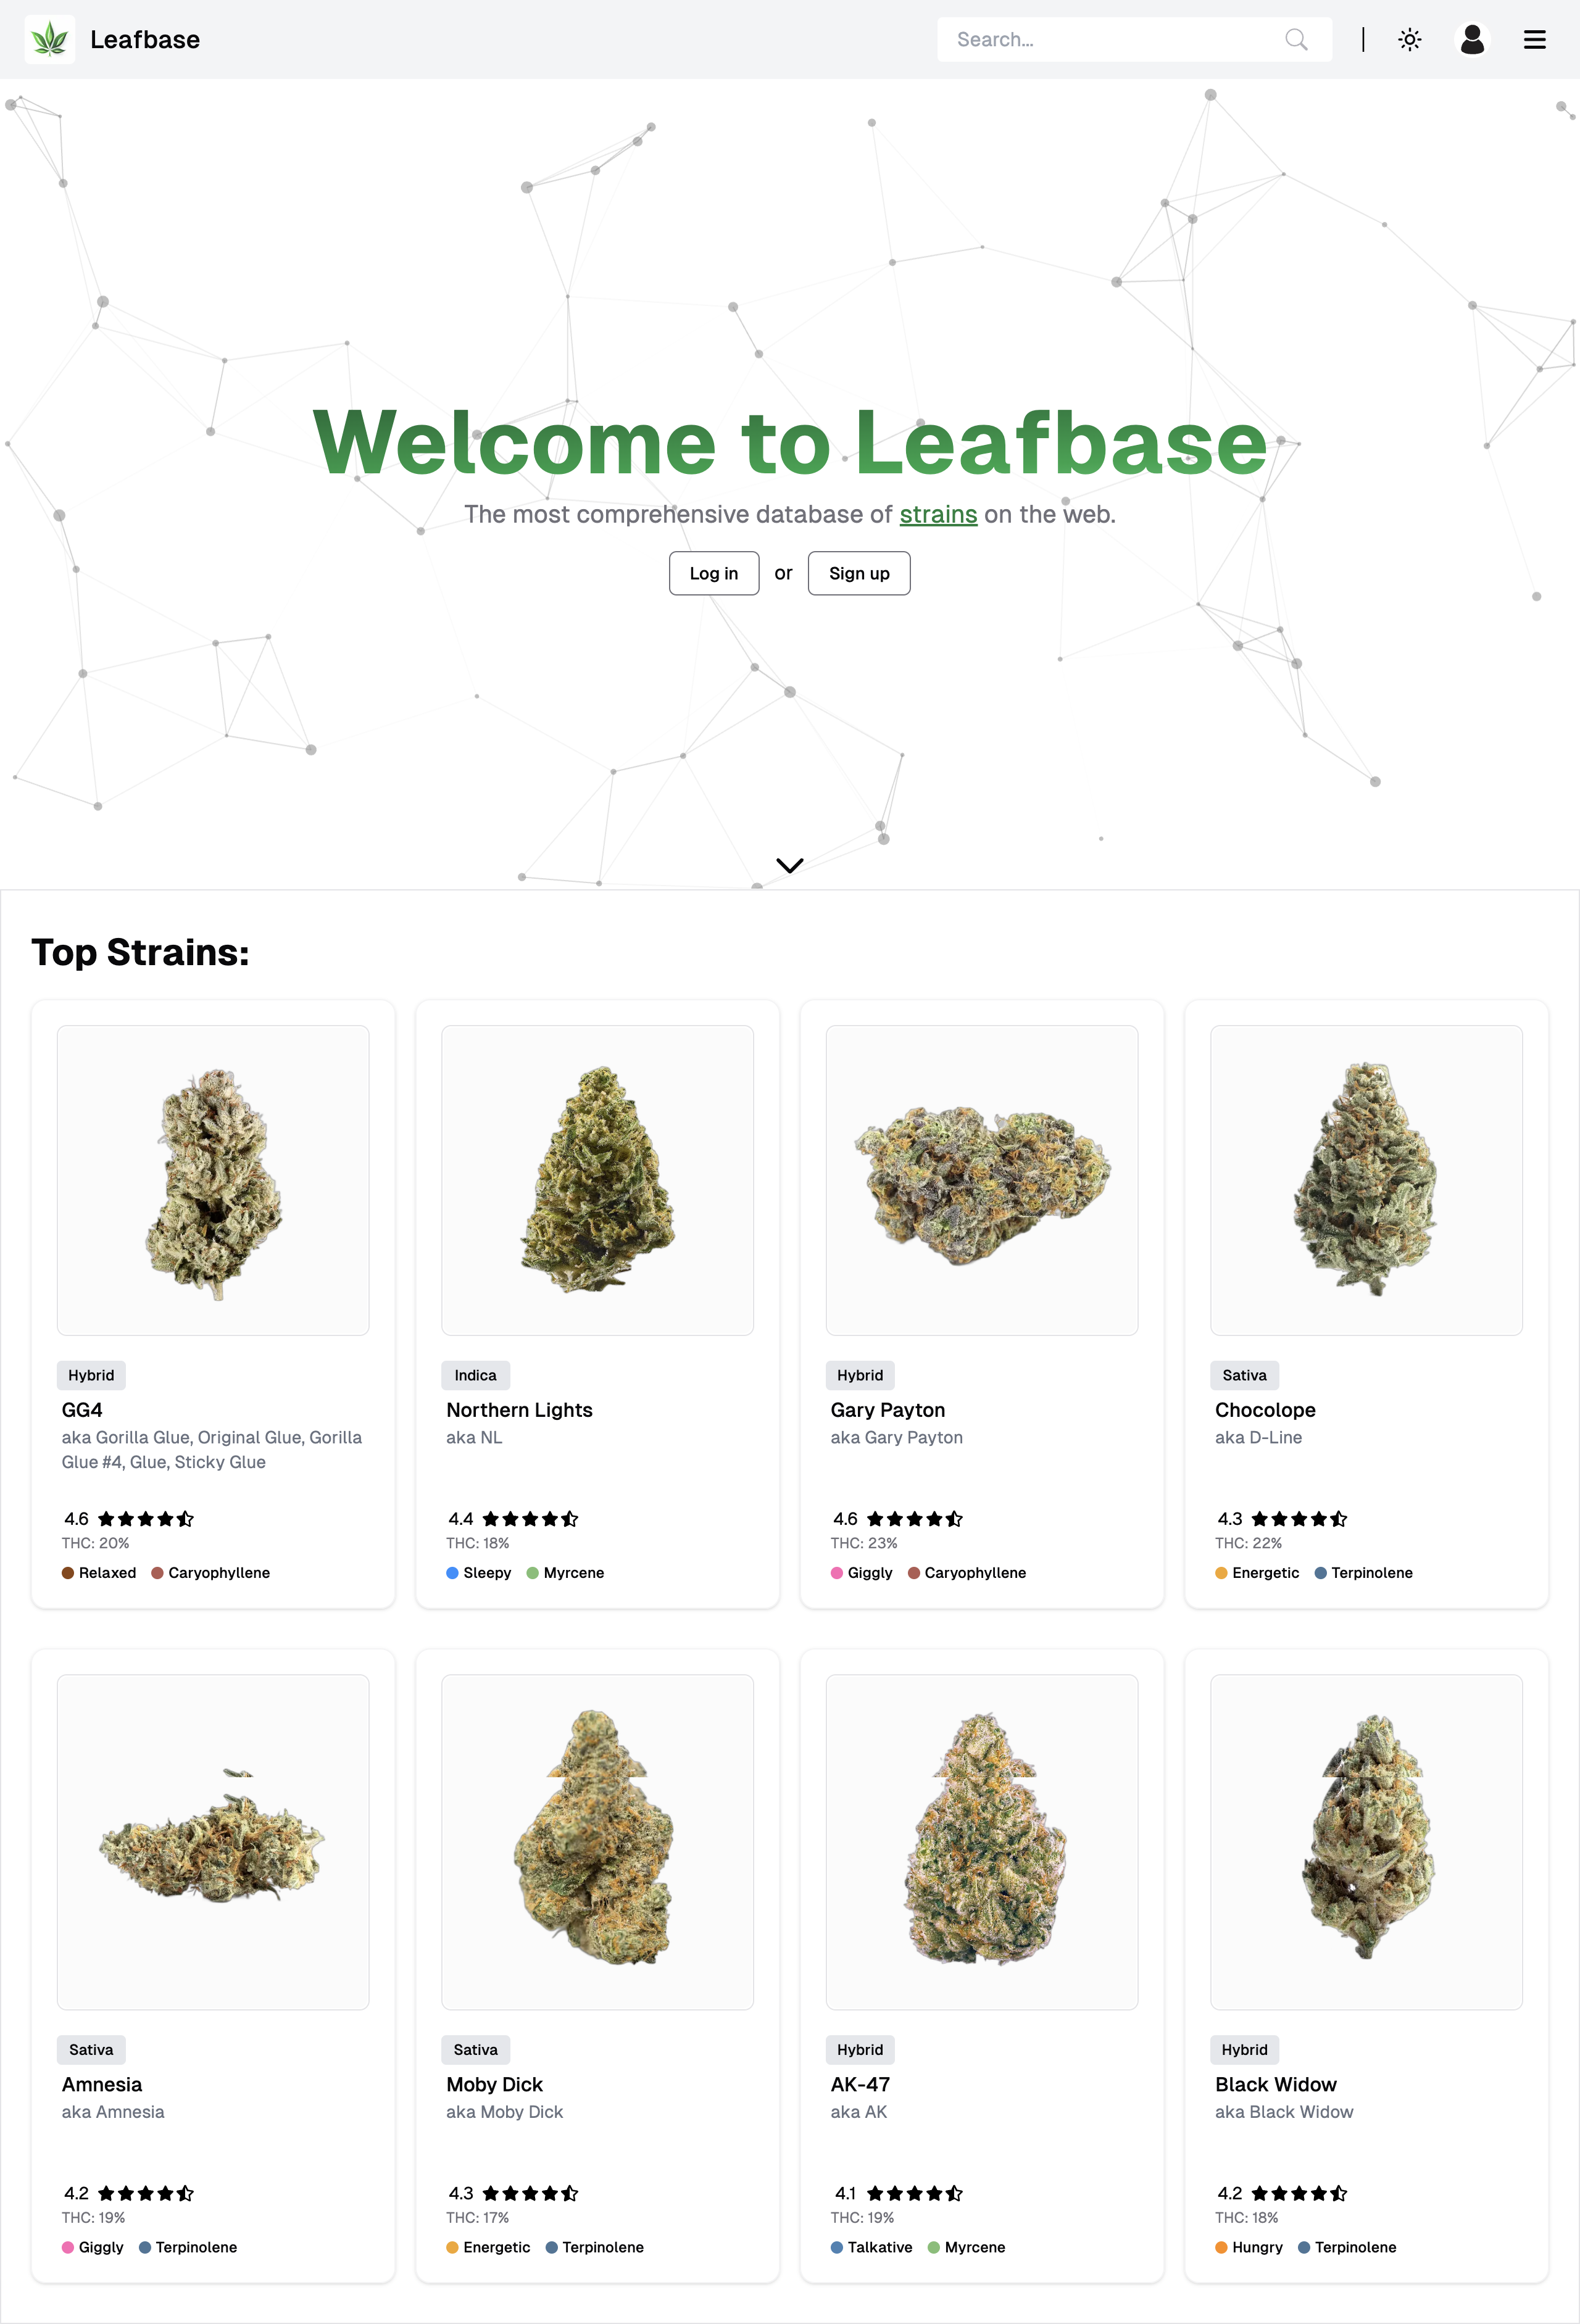 Leafbase
Search...
Welcome to Leafbase
The most comprehensive database of strains on the web.
Log in or Sign up
Top Strains:
Hybrid
GG4
aka Gorilla Glue, Original Glue, Gorilla
Glue #4, Glue, Sticky Glue
4.6
THC: 20%
Relaxed Caryophyllene
Indica
Northern Lights
aka NL
4.4
THC: 18%
Sleepy Myrcene
Hybrid
Gary Payton
aka Gary Payton
4.6
THC: 23%
Giggly Caryophyllene
Sativa
Chocolope
aka D-Line
4.3
THC: 22%
Energetic Terpinolene
Sativa
Amnesia
aka Amnesia
4.2
THC: 19%
Giggly Terpinolene
Sativa
Moby Dick
aka Moby Dick
4.3
THC: 17%
Energetic Terpinolene
Hybrid
AK-47
aka AK
4.1
THC: 19%
Talkative Myrcene
Hybrid
Black Widow
aka Black Widow
4.2
THC: 18%
Hungry Terpinolene